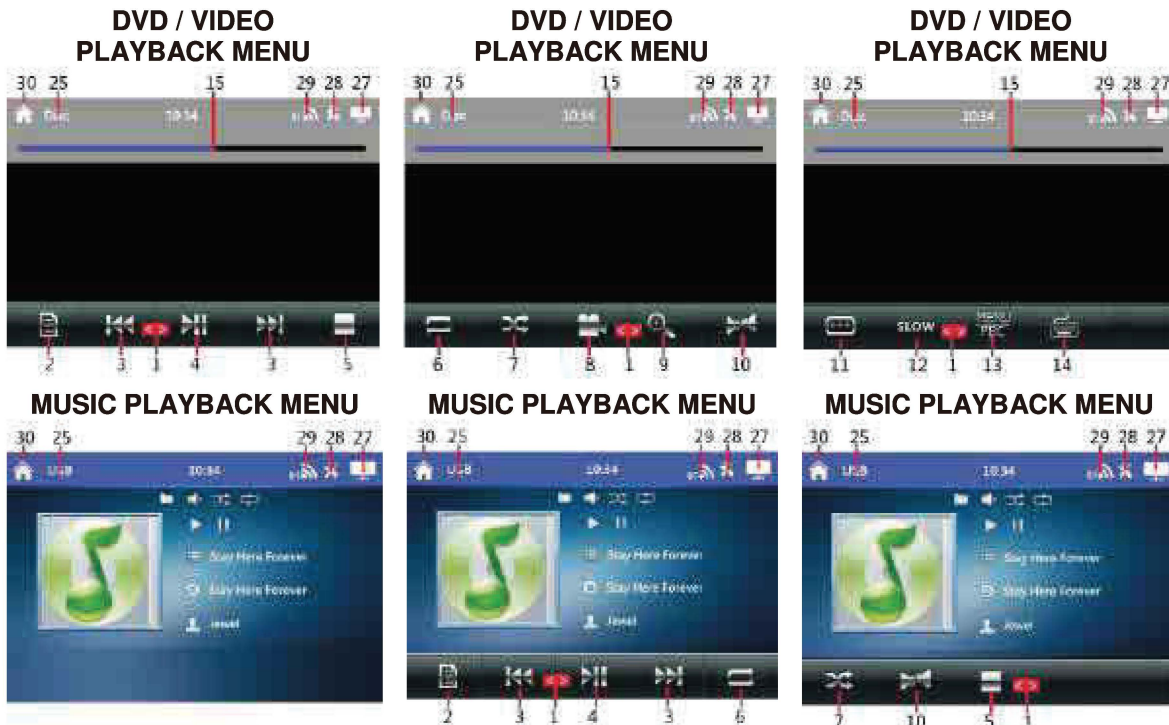 DVD / VIDEO
PLAYBACK MENU
30 25 15 29 28 27
Disc 10:34
2 3 1 4 3 5
DVD / VIDEO
PLAYBACK MENU
30 25 15 29 28 27
Disc 10:34
6 7 8 1 9 10
DVD / VIDEO
PLAYBACK MENU
30 25 15 29 28 27
Disc 10:34
SLOW
11 12 1 13 14
MUSIC PLAYBACK MENU
30 25 29 28 27
USB 10:34
Stay Here Forever
Stay Here Forever
Jewel
MUSIC PLAYBACK MENU
30 25 29 28 27
USB 10:34
Stay Here Forever
Stay Here Forever
Jewel
2 3 1 4 3 6
MUSIC PLAYBACK MENU
30 25 29 28 27
USB 10:34
Stay Here Forever
Stay Here Forever
Jewel
7 10 5 1